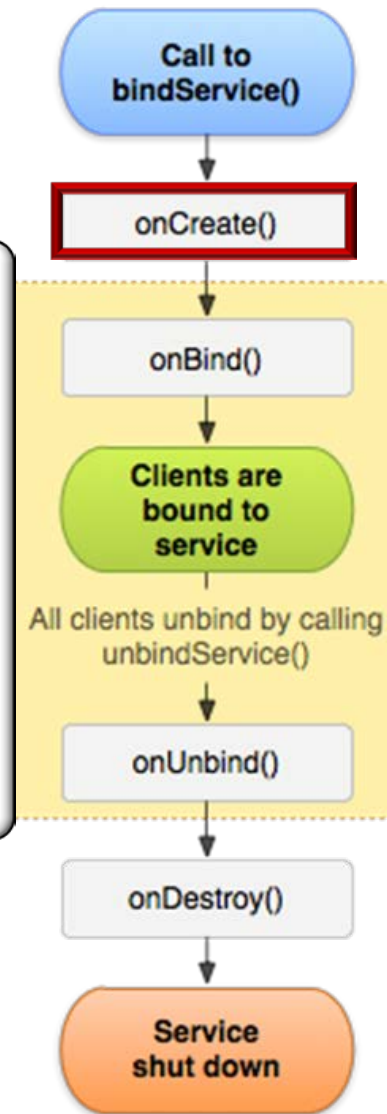 Call to
bindService()
onCreate()
onBind()
Clients are
bound to
service
All clients unbind by calling
unbindService()
onUnbind()
onDestroy()
Service
shut down